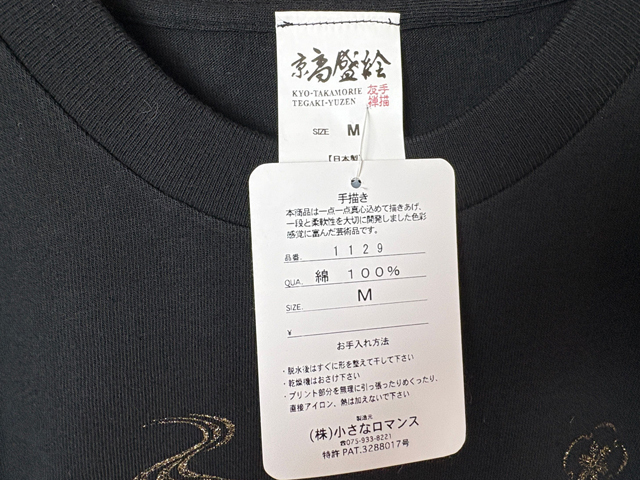 京高盛絵
KYO-TAKAMORIE
TEGAKI-YUZEN
手描
友禅
SIZE M
【日本製
手描き
本商品は一点一点真心込めて描きあげ、
一段と柔軟性を大切に開発しました色彩
感覚に富んだ芸術品です。
品番. 1129
QUA. 綿 100%
SIZE. M
¥
お手入れ方法
・脱水後はすぐに形を整えて干して下さい
・乾燥機はおさけ下さい
・プリント部分を無理に引っ張ったりめくったり、
直接アイロン、熱は加えないで下さい
製造元
(株)小さなロマンス
☎075-933-8221
特許 PAT.3288017号